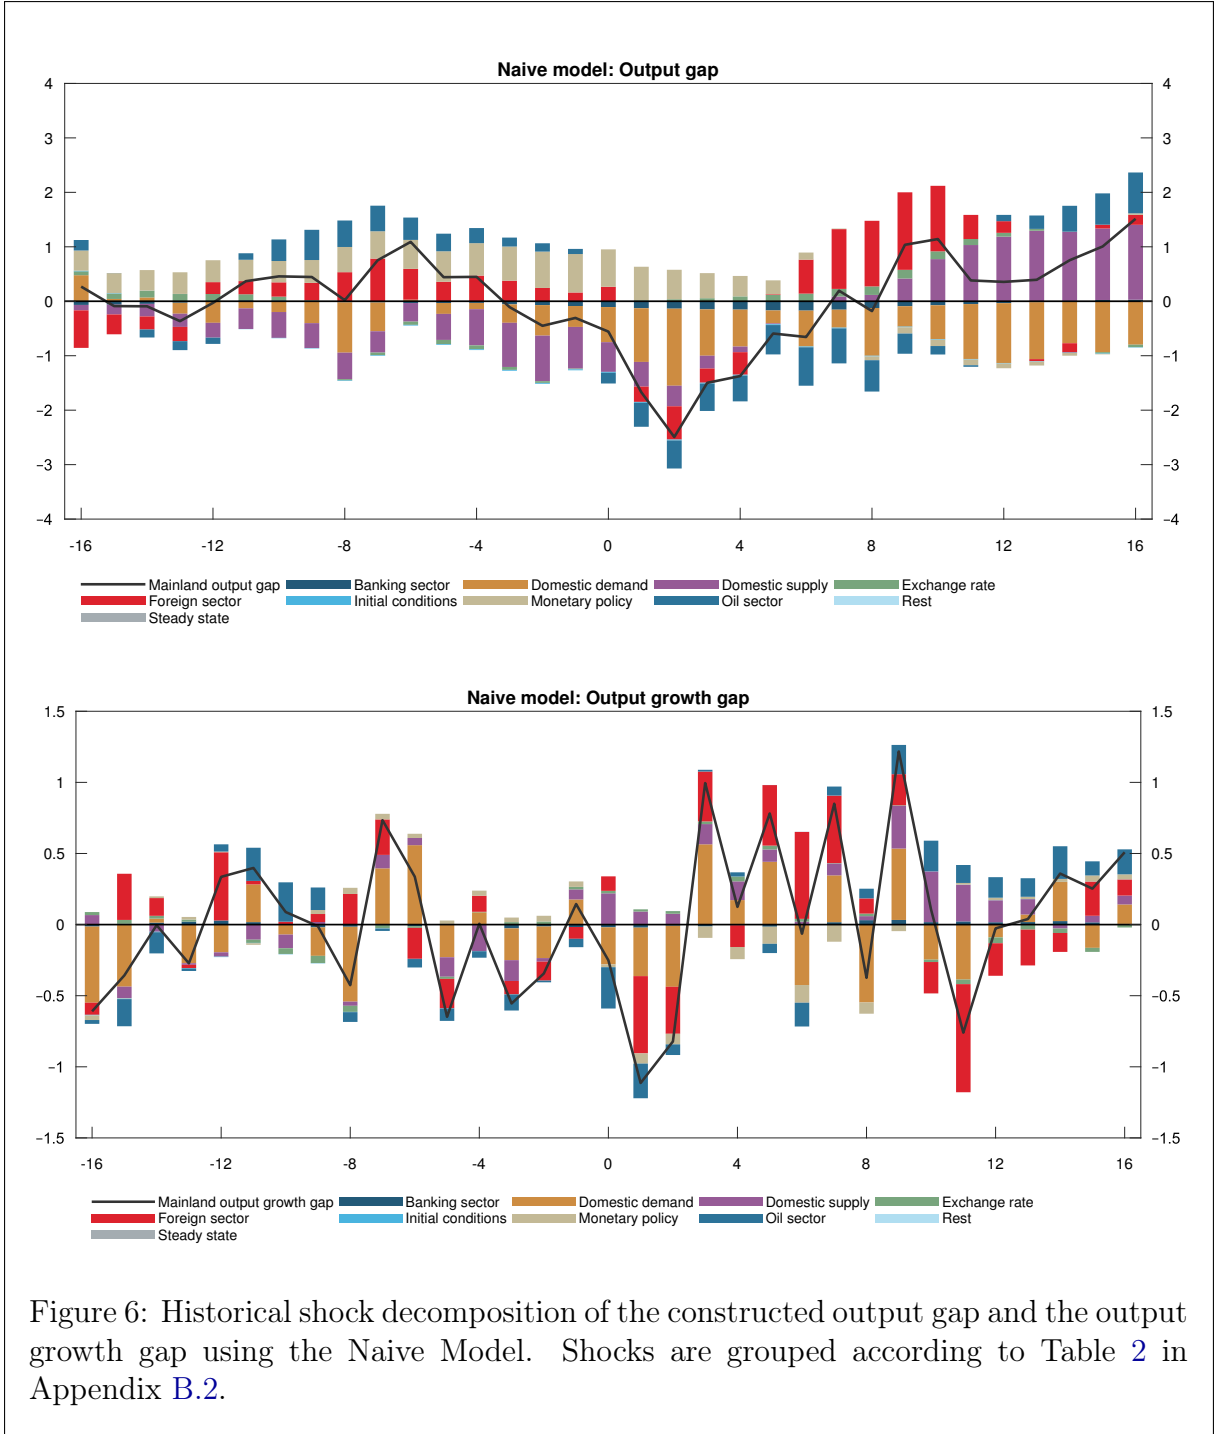 Naive model: Output gap
4 4
3 3
2 2
1 1
0 0
−1 −1
−2 −2
−3 −3
−4 −4
-16 -12 -8 -4 0 4 8 12 16
Mainland output gap Banking sector Domestic demand Domestic supply Exchange rate
Foreign sector Initial conditions Monetary policy Oil sector Rest
Steady state
Naive model: Output growth gap
1.5 1.5
1 1
0.5 0.5
0 0
−0.5 −0.5
−1 −1
−1.5 −1.5
-16 -12 -8 -4 0 4 8 12 16
Mainland output growth gap Banking sector Domestic demand Domestic supply Exchange rate
Foreign sector Initial conditions Monetary policy Oil sector Rest
Steady state
Figure 6: Historical shock decomposition of the constructed output gap and the output
growth gap using the Naive Model. Shocks are grouped according to Table 2 in
Appendix B.2.